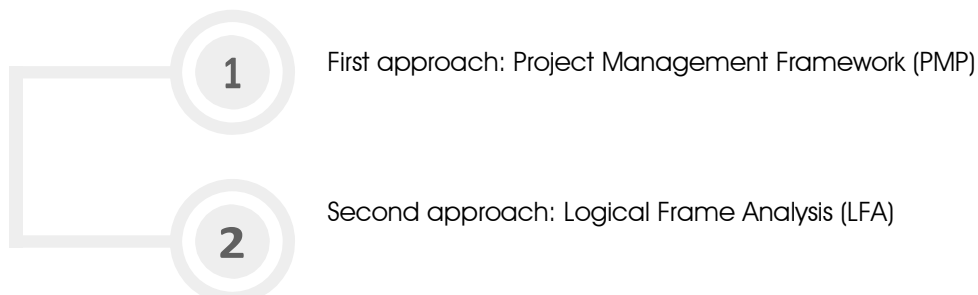 1
First approach: Project Management Framework (PMP)
2
Second approach: Logical Frame Analysis (LFA)